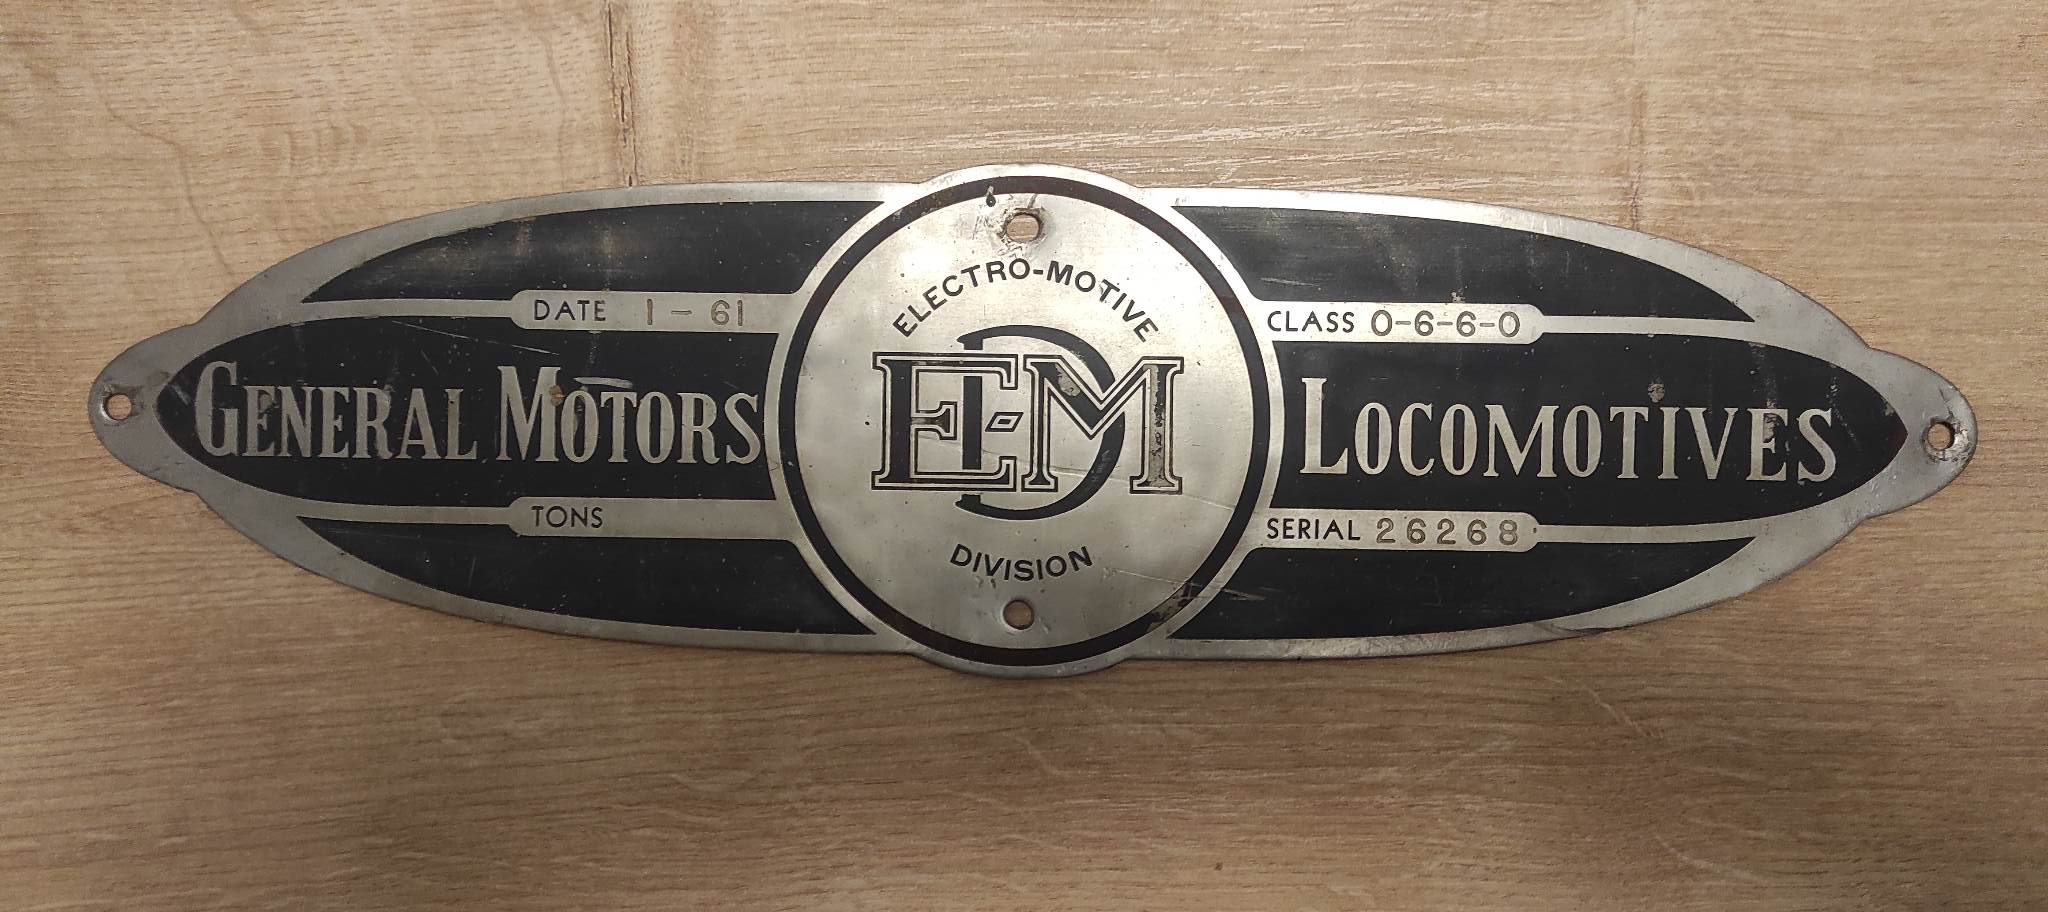 DATE 1-61
GENERAL MOTORS
TONS
ELECTRO-MOTIVE
EMD
DIVISION
CLASS 0-6-6-0
LOCOMOTIVES
SERIAL 26268